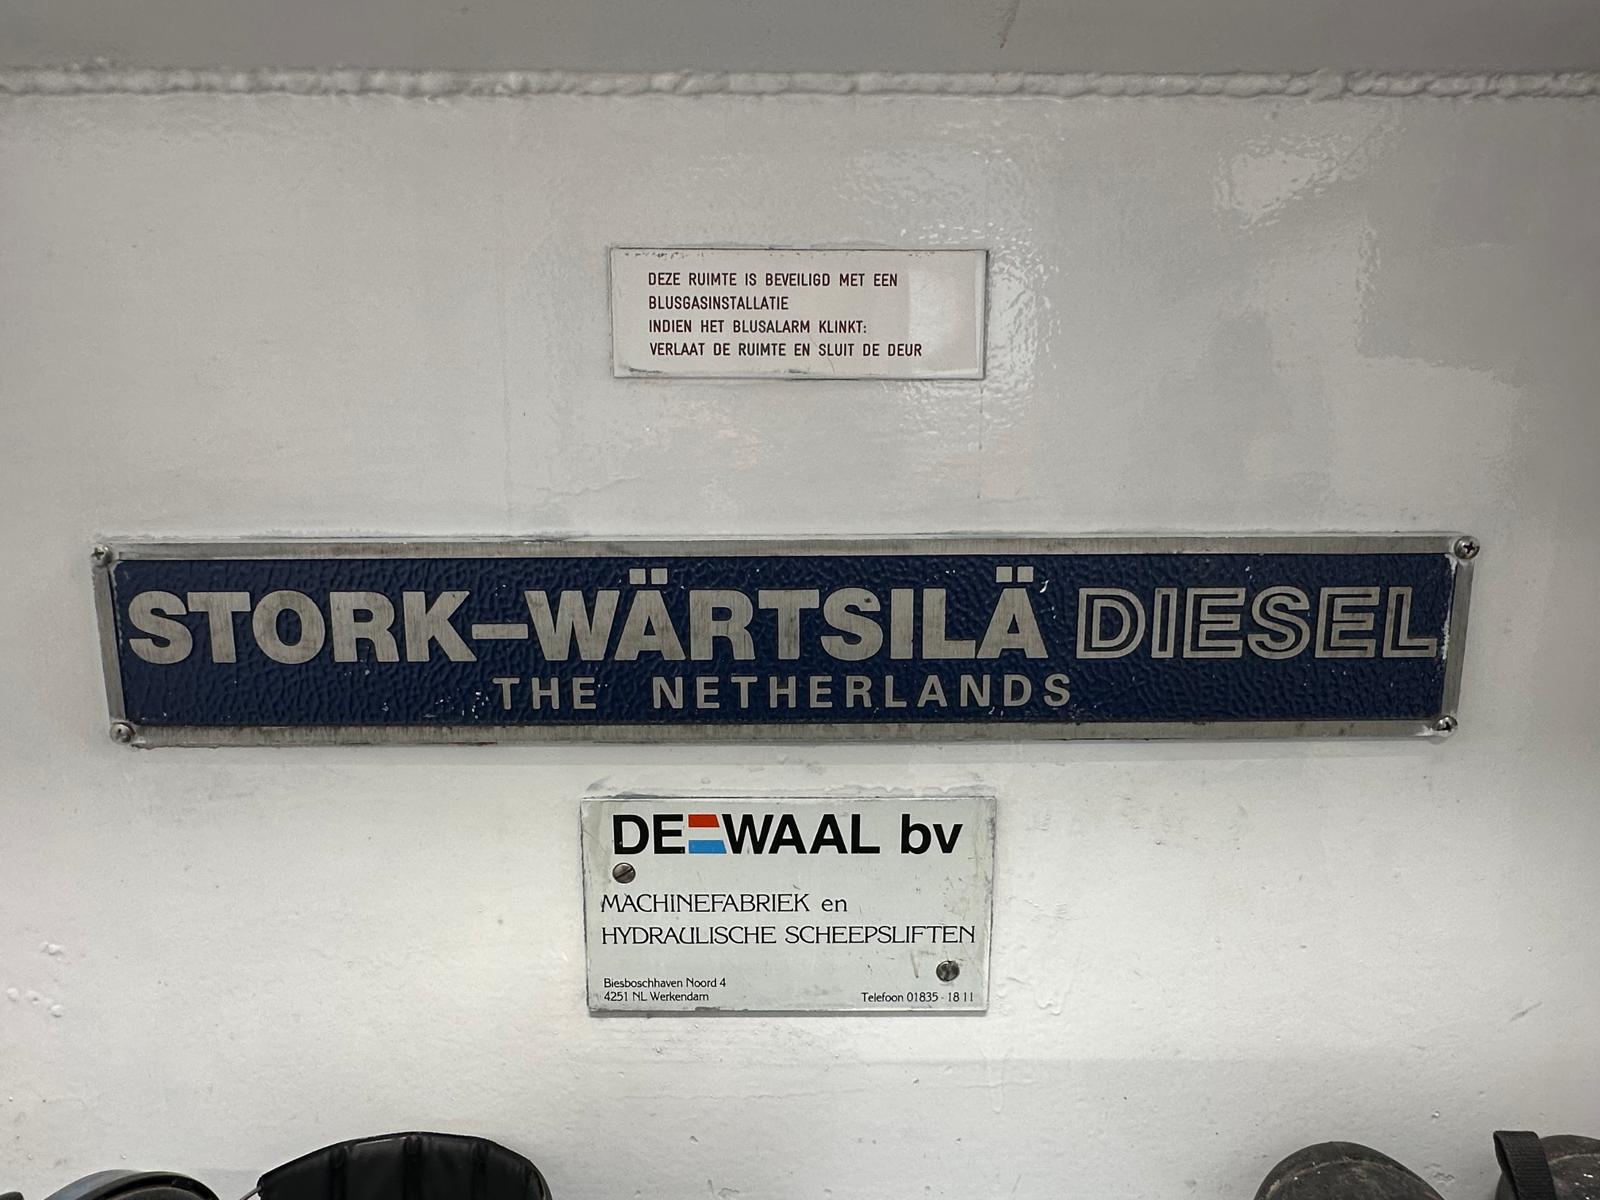 DEZE RUIMTE IS BEVEILIGD MET EEN
BLUSGASINSTALLATIE
INDIEN HET BLUSALARM KLINKT:
VERLAAT DE RUIMTE EN SLUIT DE DEUR
STORK-WÄRTSILÄ DIESEL
THE NETHERLANDS
DE WAAL bv
MACHINEFABRIEK en
HYDRAULISCHE SCHEEPSLIFTEN
Biesboschhaven Noord 4
4251 NL Werkendam Telefoon 01835 - 18 11